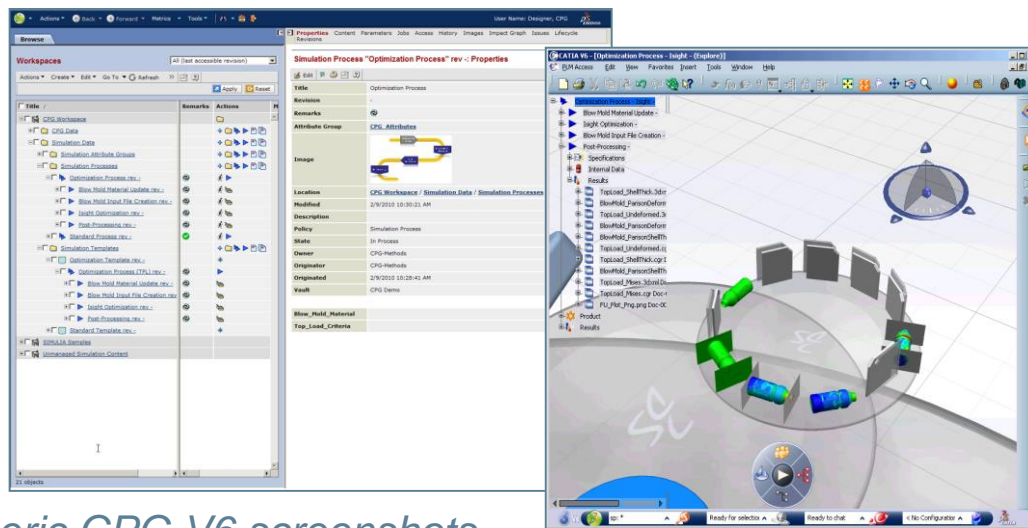 Actions Back Forward Metrics Tools
User Name: Designer, CPG
Browse
Workspaces
All (last accessible revision)
Actions Create Edit Go To Refresh
Apply Reset
Title / Remarks Actions
CPG Workspace
CPG Data
Simulation Data
Simulation Attribute Groups
Simulation Processes
Optimization Process rev -
Blow Mold Material Update rev -
Blow Mold Input File Creation rev -
Isight Optimization rev -
Post-Processing rev -
Standard Process rev -
Simulation Templates
Optimization Template rev -
Optimization Process (TPL) rev -
Blow Mold Material Update rev -
Blow Mold Input File Creation rev
Isight Optimization rev -
Post-Processing rev -
Standard Template rev -
SIMULIA Samples
Unmanaged Simulation Content
21 objects
Properties Content Parameters Jobs Access History Images Impact Graph Issues Lifecycle
Revisions
Simulation Process "Optimization Process" rev -: Properties
Edit
Title Optimization Process
Revision -
Remarks
Attribute Group CPG_Attributes
Image
Location CPG Workspace / Simulation Data / Simulation Processes
Modified 2/9/2010 10:30:21 AM
Description
Policy Simulation Process
State In Process
Owner CPG-Methods
Originator CPG-Methods
Originated 2/9/2010 10:28:41 AM
Vault CPG Demo
Blow_Mold_Material
Top_Load_Criteria
CATIA V6 - [Optimization Process - Isight - (Explore)]
PLM Access Edit View Favorites Insert Tools Window Help
Optimization Process - Isight -
Blow Mold Material Update -
Isight Optimization -
Blow Mold Input File Creation -
Post-Processing -
Specifications
Internal Data
Results
TopLoad_ShellThick.3dx
BlowMold_ParisonDeform
TopLoad_Undeformed.3
BlowMold_ParisonDeform
BlowMold_ParisonShellTh
TopLoad_Undeformed.c
TopLoad_ShellThick.cgr
BlowMold_ParisonShellTh
TopLoad_Mises.3dxml D
TopLoad_Mises.cgr Doc-
FU_Plot_Png.png Doc-0
Product
Results
Ready for selection
Ready to chat
< No Configuration
CPG V6 screenshots